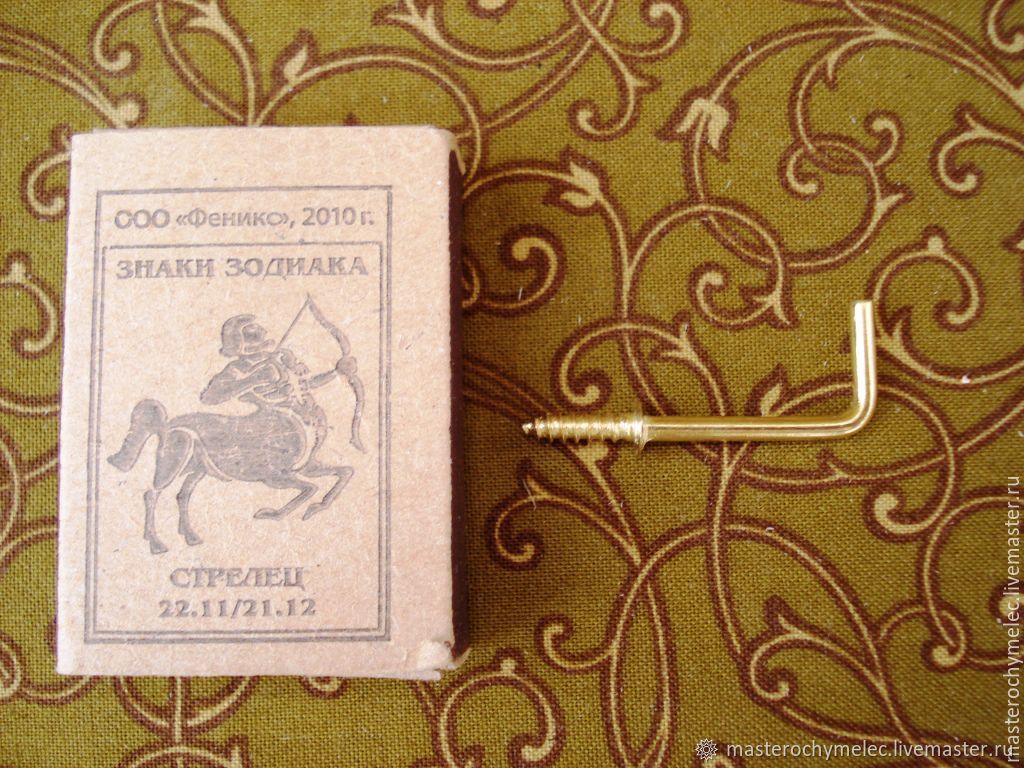 ООО «Феникс», 2010 г.
ЗНАКИ ЗОДИАКА
СТРЕЛЕЦ
22.11/21.12
masterochymelec.livemaster.ru
masterochymelec.livemaster.ru